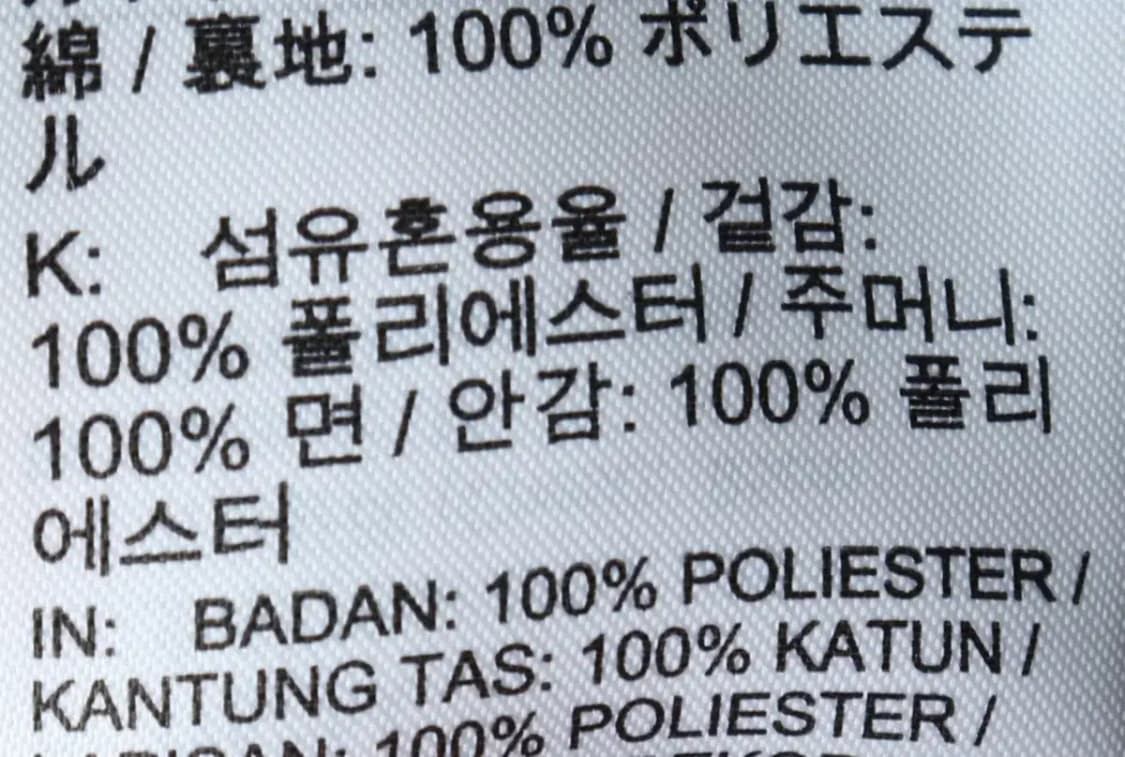 綿 / 裏地: 100% ポリエステ
ル
K: 섬유혼용율 / 겉감:
100% 폴리에스터 / 주머니:
100% 면 / 안감: 100% 폴리
에스터
IN: BADAN: 100% POLIESTER /
KANTUNG TAS: 100% KATUN /
100% POLIESTER /